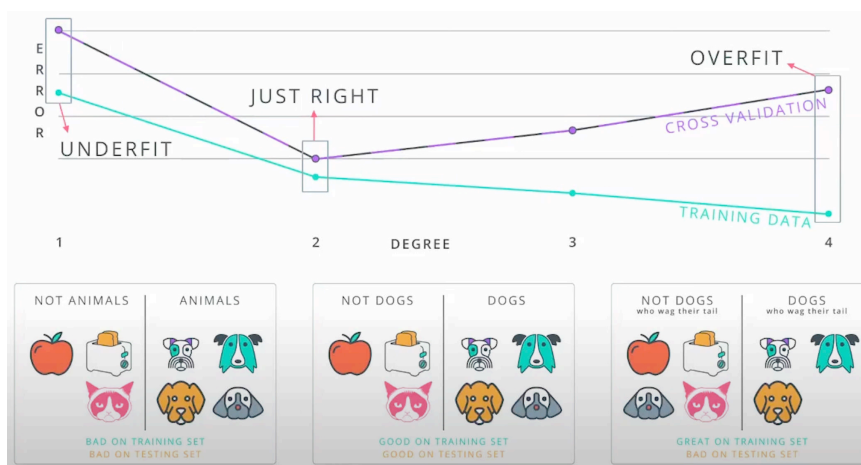 ERROR
UNDERFIT
JUST RIGHT
OVERFIT
CROSS VALIDATION
TRAINING DATA
1 2 DEGREE 3 4
NOT ANIMALS ANIMALS
BAD ON TRAINING SET
BAD ON TESTING SET
NOT DOGS DOGS
GOOD ON TRAINING SET
GOOD ON TESTING SET
NOT DOGS DOGS
who wag their tail who wag their tail
GREAT ON TRAINING SET
BAD ON TESTING SET